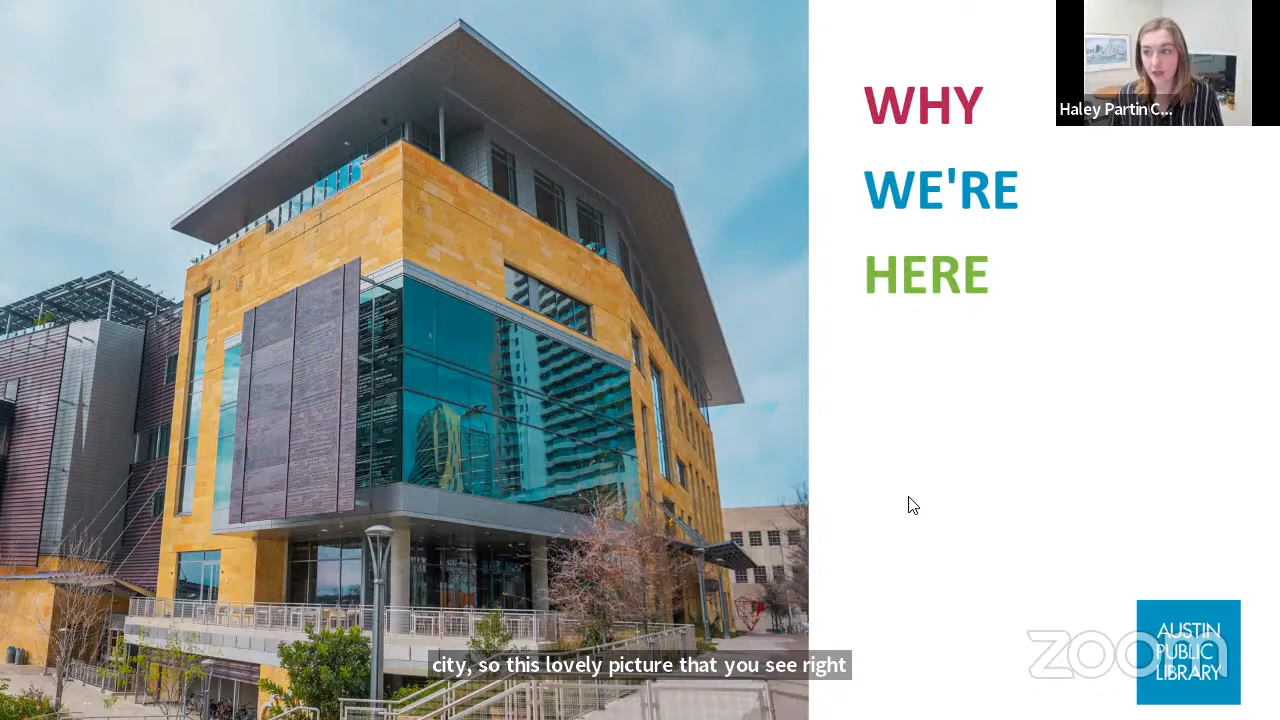 WHY
WE'RE
HERE
Haley Partin C...
city, so this lovely picture that you see right
zoom
AUSTIN
PUBLIC
LIBRARY